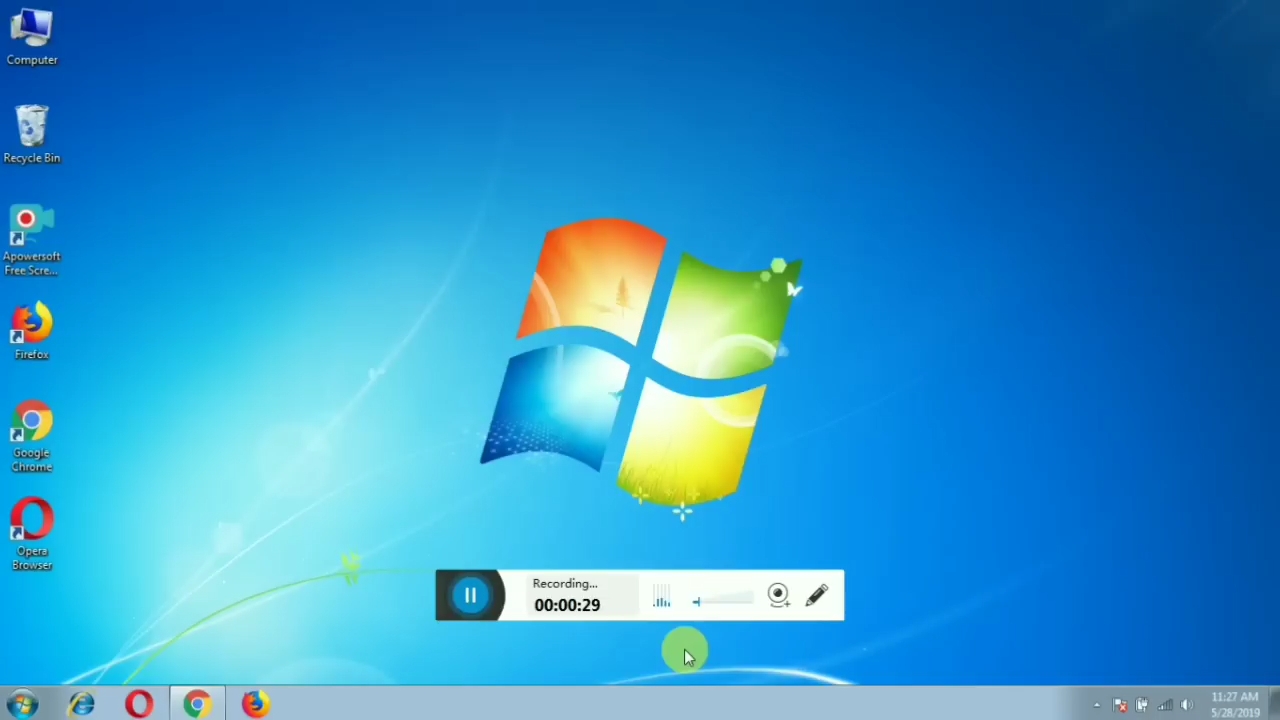 Computer
Recycle Bin
Apowersoft
Free Scre...
Firefox
Google
Chrome
Opera
Browser
Recording...
00:00:29
11:27 AM
5/28/2019